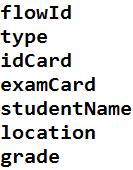 flowId
type
idCard
examCard
studentName
location
grade